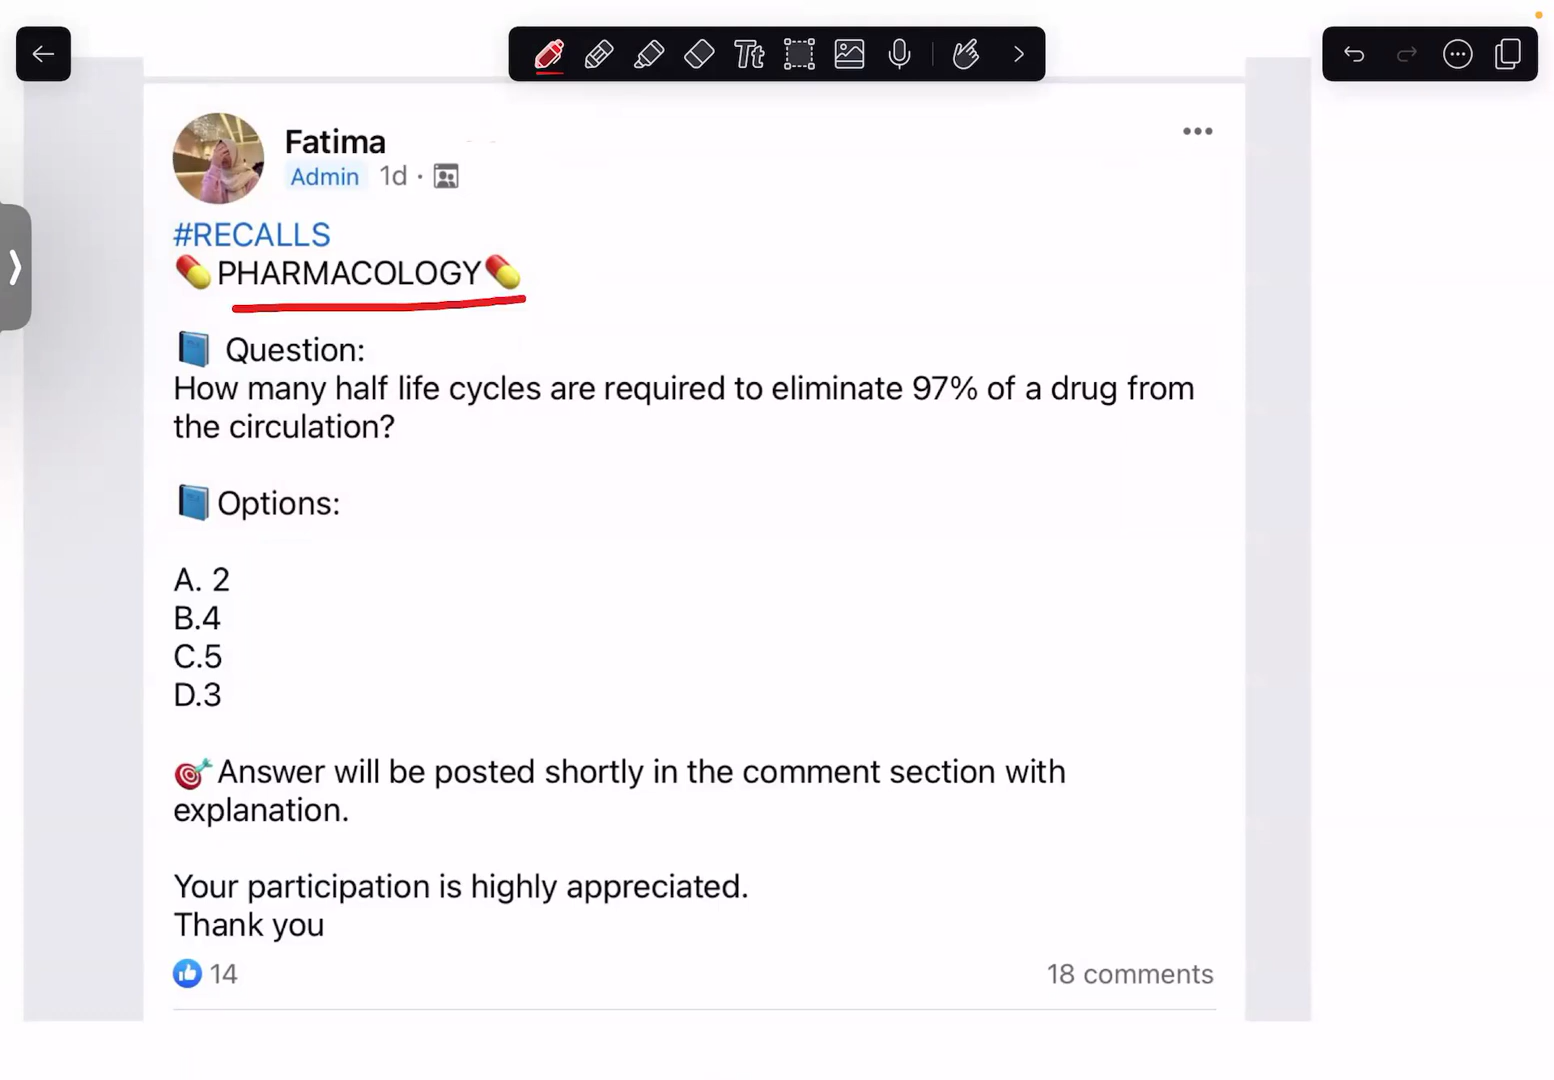 Tt
Fatima
Admin 1d ·
#RECALLS
PHARMACOLOGY
Question:
How many half life cycles are required to eliminate 97% of a drug from
the circulation?
Options:
A. 2
B.4
C.5
D.3
Answer will be posted shortly in the comment section with
explanation.
Your participation is highly appreciated.
Thank you
14
18 comments